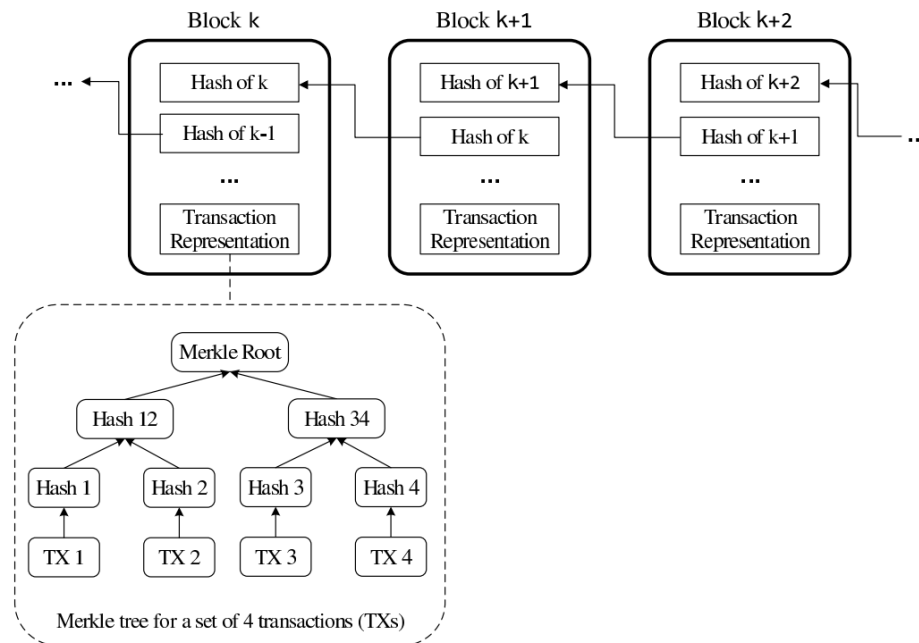 Block k
Block k+1
Block k+2
...
Hash of k
Hash of k+1
Hash of k+2
Hash of k-1
Hash of k
Hash of k+1
..
...
...
...
Transaction
Representation
Transaction
Representation
Transaction
Representation
Merkle Root
Hash 12
Hash 34
Hash 1
Hash 2
Hash 3
Hash 4
TX 1
TX 2
TX 3
TX 4
Merkle tree for a set of 4 transactions (TXs)